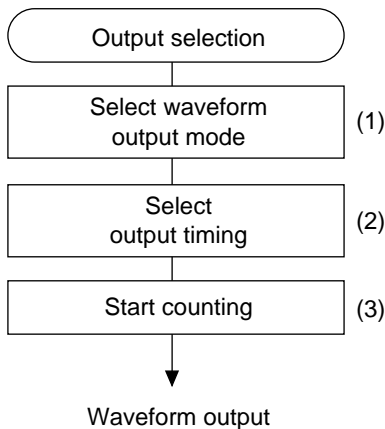 Output selection
Select waveform
output mode
(1)
Select
output timing
(2)
Start counting
(3)
Waveform output